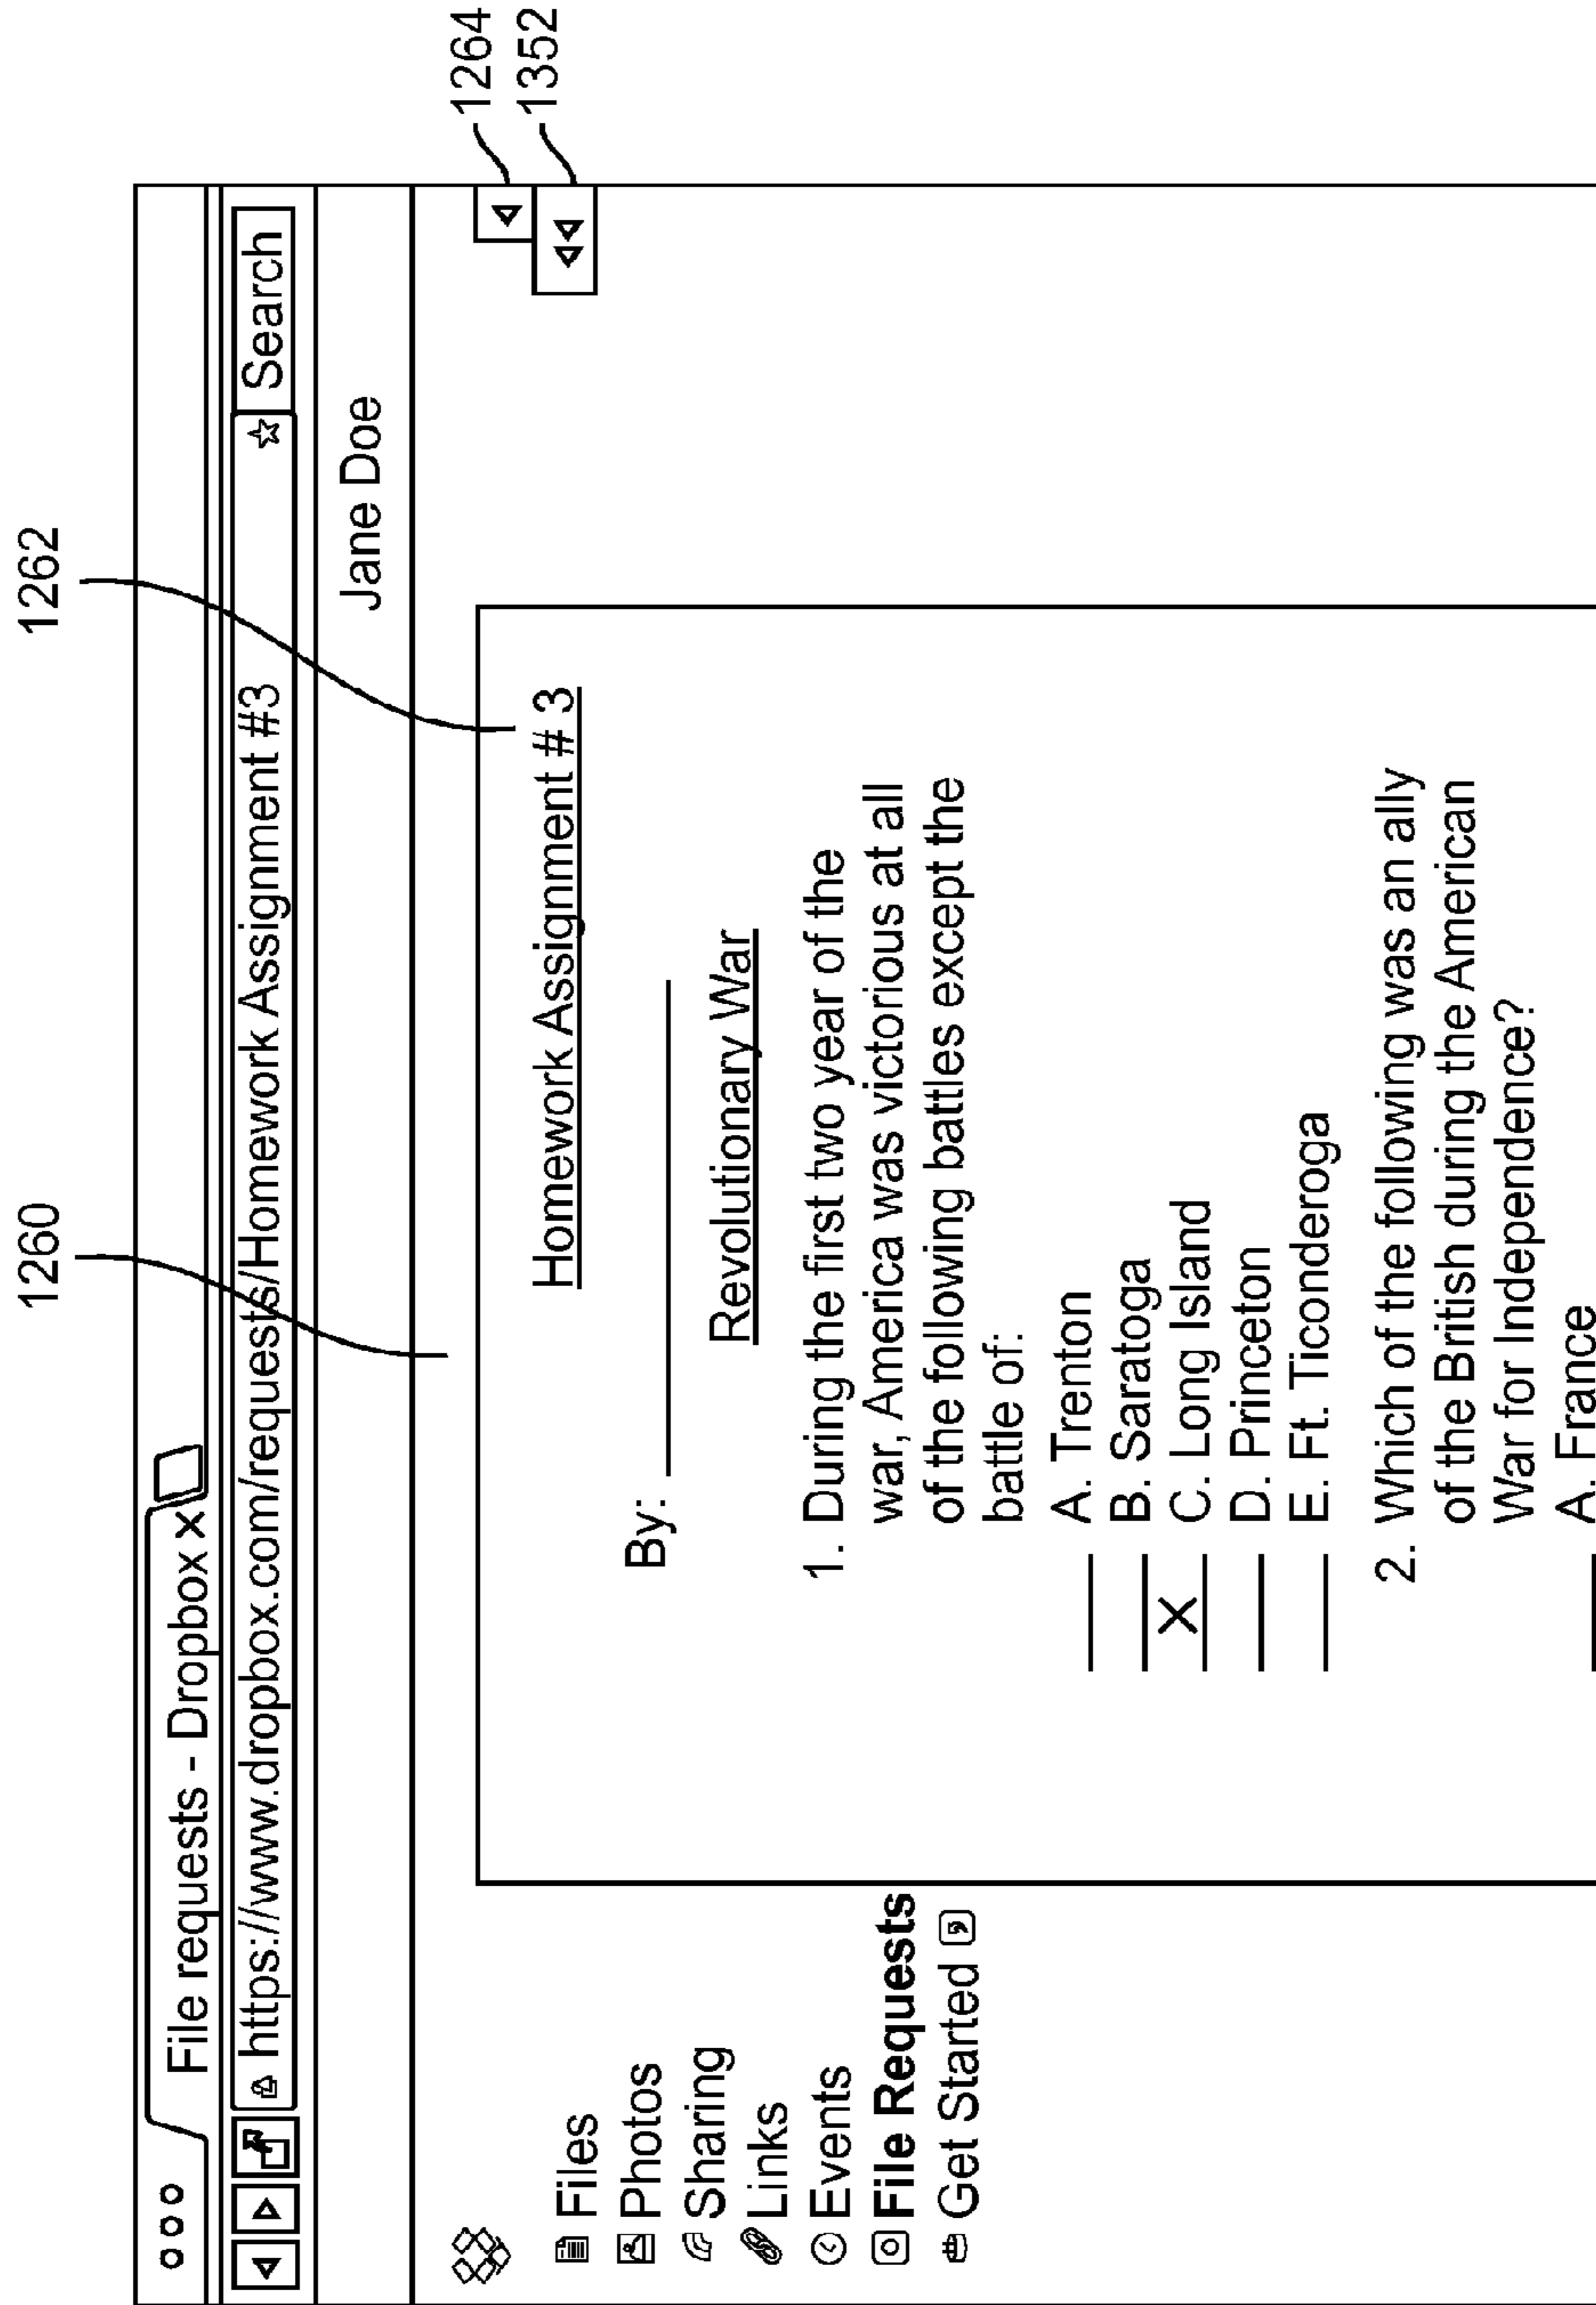 1260
1262
File requests - Dropbox X
https://www.dropbox.com/requests/Homework Assignment #3
Search
Jane Doe
1264
1352
Files
Photos
Sharing
Links
Events
File Requests
Get Started
Homework Assignment # 3
By:
Revolutionary War
1. During the first two year of the
war, America was victorious at all
of the following battles except the
battle of:
A. Trenton
B. Saratoga
X C. Long Island
D. Princeton
E. Ft. Ticonderoga
2. Which of the following was an ally
of the British during the American
War for Independence?
A. France